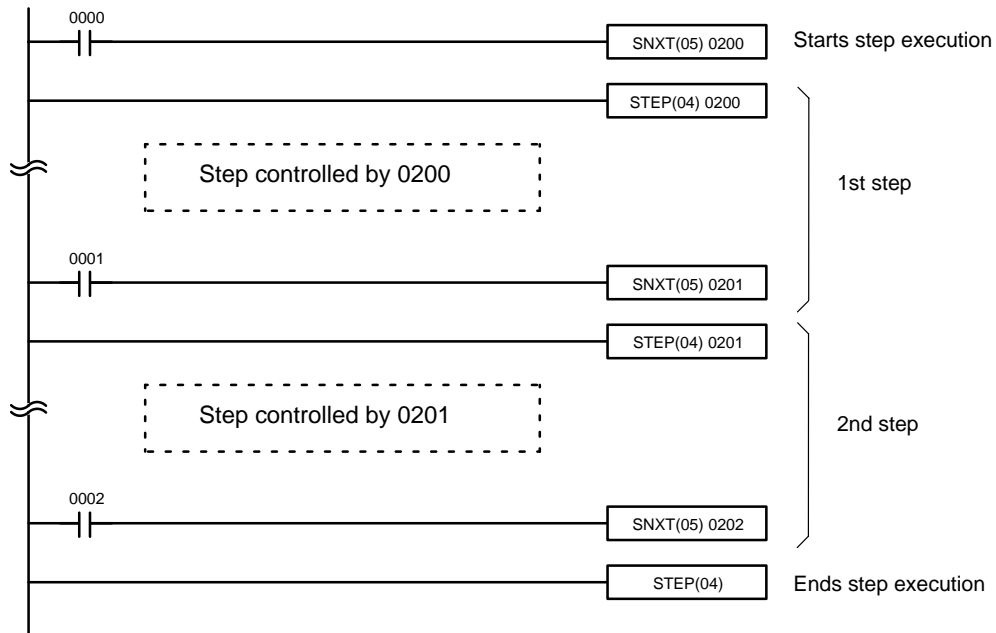 0000
SNXT(05) 0200
Starts step execution
STEP(04) 0200
Step controlled by 0200
1st step
0001
SNXT(05) 0201
STEP(04) 0201
Step controlled by 0201
2nd step
0002
SNXT(05) 0202
STEP(04)
Ends step execution